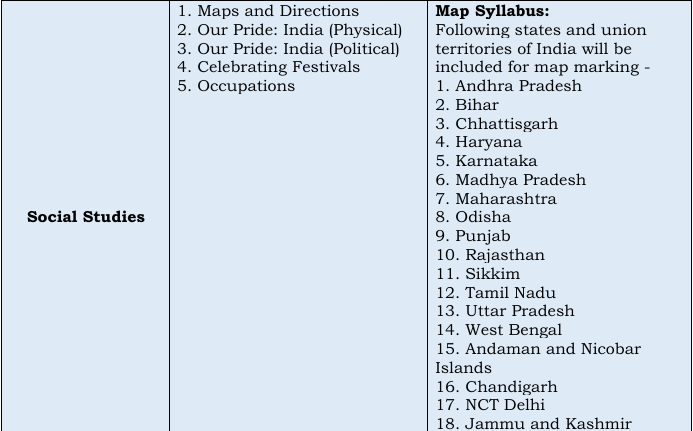 Social Studies
1. Maps and Directions
2. Our Pride: India (Physical)
3. Our Pride: India (Political)
4. Celebrating Festivals
5. Occupations
Map Syllabus:
Following states and union
territories of India will be
included for map marking -
1. Andhra Pradesh
2. Bihar
3. Chhattisgarh
4. Haryana
5. Karnataka
6. Madhya Pradesh
7. Maharashtra
8. Odisha
9. Punjab
10. Rajasthan
11. Sikkim
12. Tamil Nadu
13. Uttar Pradesh
14. West Bengal
15. Andaman and Nicobar
Islands
16. Chandigarh
17. NCT Delhi
18. Jammu and Kashmir